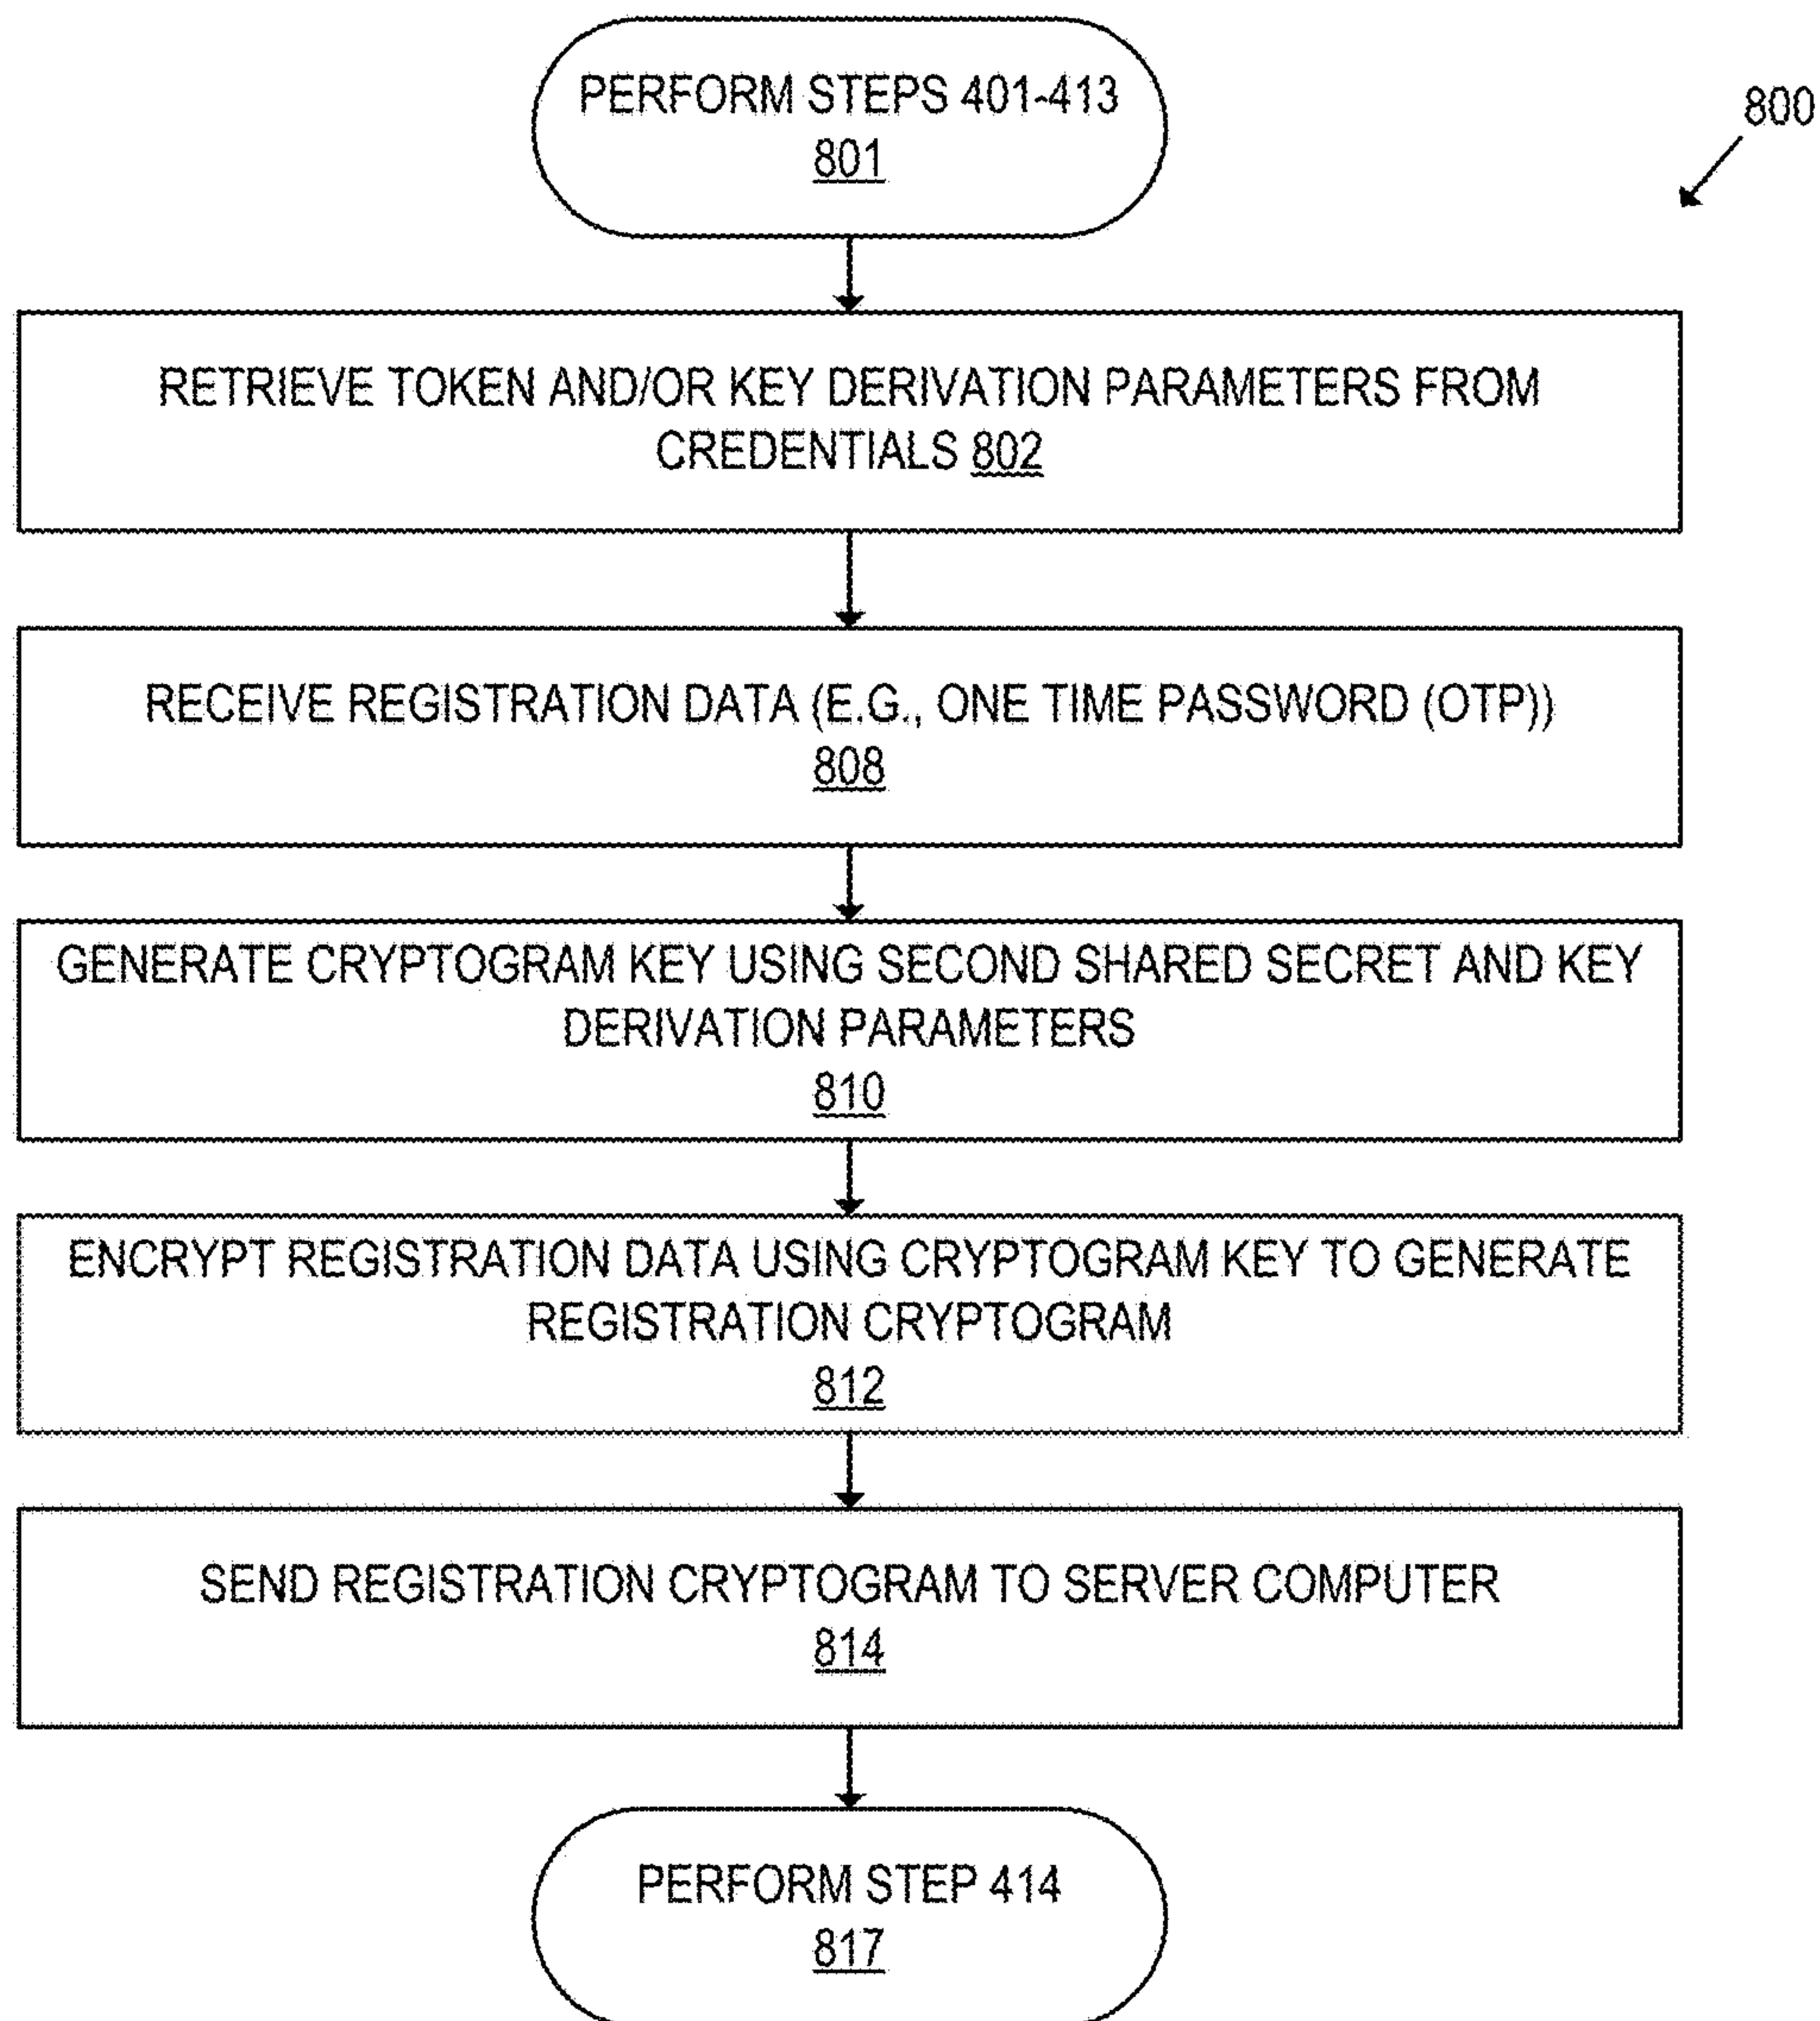 PERFORM STEPS 401-413
801
800
RETRIEVE TOKEN AND/OR KEY DERIVATION PARAMETERS FROM
CREDENTIALS 802
RECEIVE REGISTRATION DATA (E.G., ONE TIME PASSWORD (OTP))
808
GENERATE CRYPTOGRAM KEY USING SECOND SHARED SECRET AND KEY
DERIVATION PARAMETERS
810
ENCRYPT REGISTRATION DATA USING CRYPTOGRAM KEY TO GENERATE
REGISTRATION CRYPTOGRAM
812
SEND REGISTRATION CRYPTOGRAM TO SERVER COMPUTER
814
PERFORM STEP 414
817